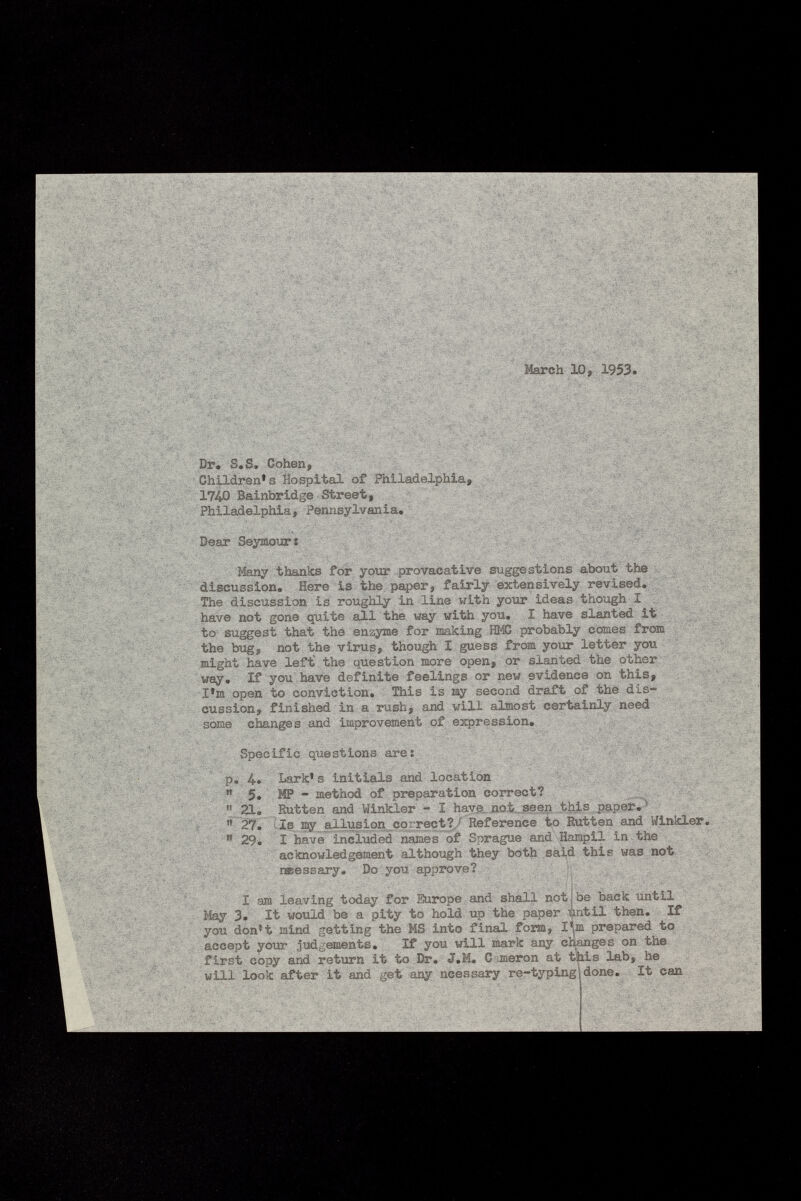 March 10, 1953.
Dr. S.S. Cohen,
Children's Hospital of Philadelphia,
1740 Bainbridge Street,
Philadelphia, Pennsylvania.
Dear Seymour:
Many thanks for your provacative suggestions about the
discussion. Here is the paper, fairly extensively revised.
The discussion is roughly in line with your ideas though I
have not gone quite all the way with you. I have slanted it
to suggest that the enzyme for making HMC probably comes from
the bug, not the virus, though I guess from your letter you
might have left the question more open, or slanted the other
way. If you have definite feelings or new evidence on this,
I'm open to conviction. This is my second draft of the dis-
cussion, finished in a rush, and will almost certainly need
some changes and improvement of expression.
Specific questions are:
p. 4. Lark's initials and location
" 5. MP - method of preparation correct?
" 21. Rutten and Winkler - I have not seen this paper.
" 27. Is my allusion correct? Reference to Rutten and Winkler.
" 29. I have included names of Sprague and Hampil in the
acknowledgement although they both said this was not
necessary. Do you approve?
I am leaving today for Europe and shall not be back until
May 3. It would be a pity to hold up the paper until then. If
you don't mind getting the MS into final form, I'm prepared to
accept your judgements. If you will mark any changes on the
first copy and return it to Dr. J.M. Cameron at this lab, he
will look after it and get any ncessary re-typing done. It can